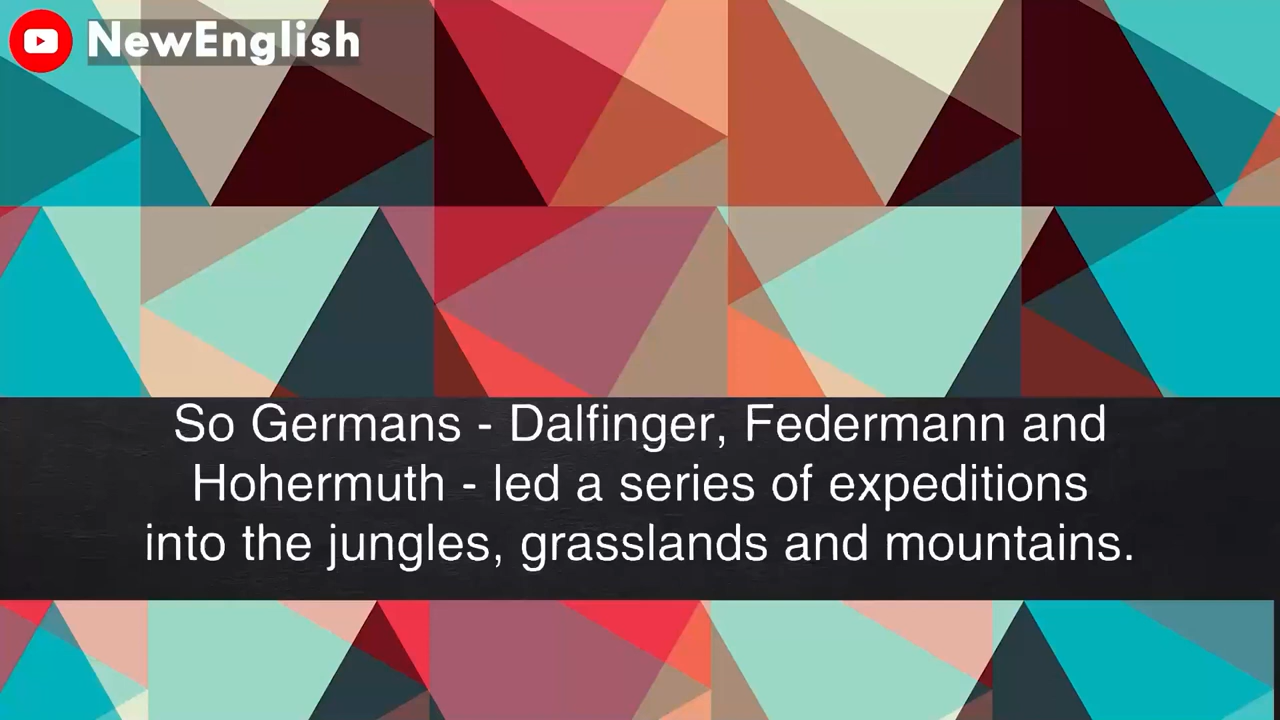 NewEnglish
So Germans - Dalfinger, Federmann and
Hohermuth - led a series of expeditions
into the jungles, grasslands and mountains.